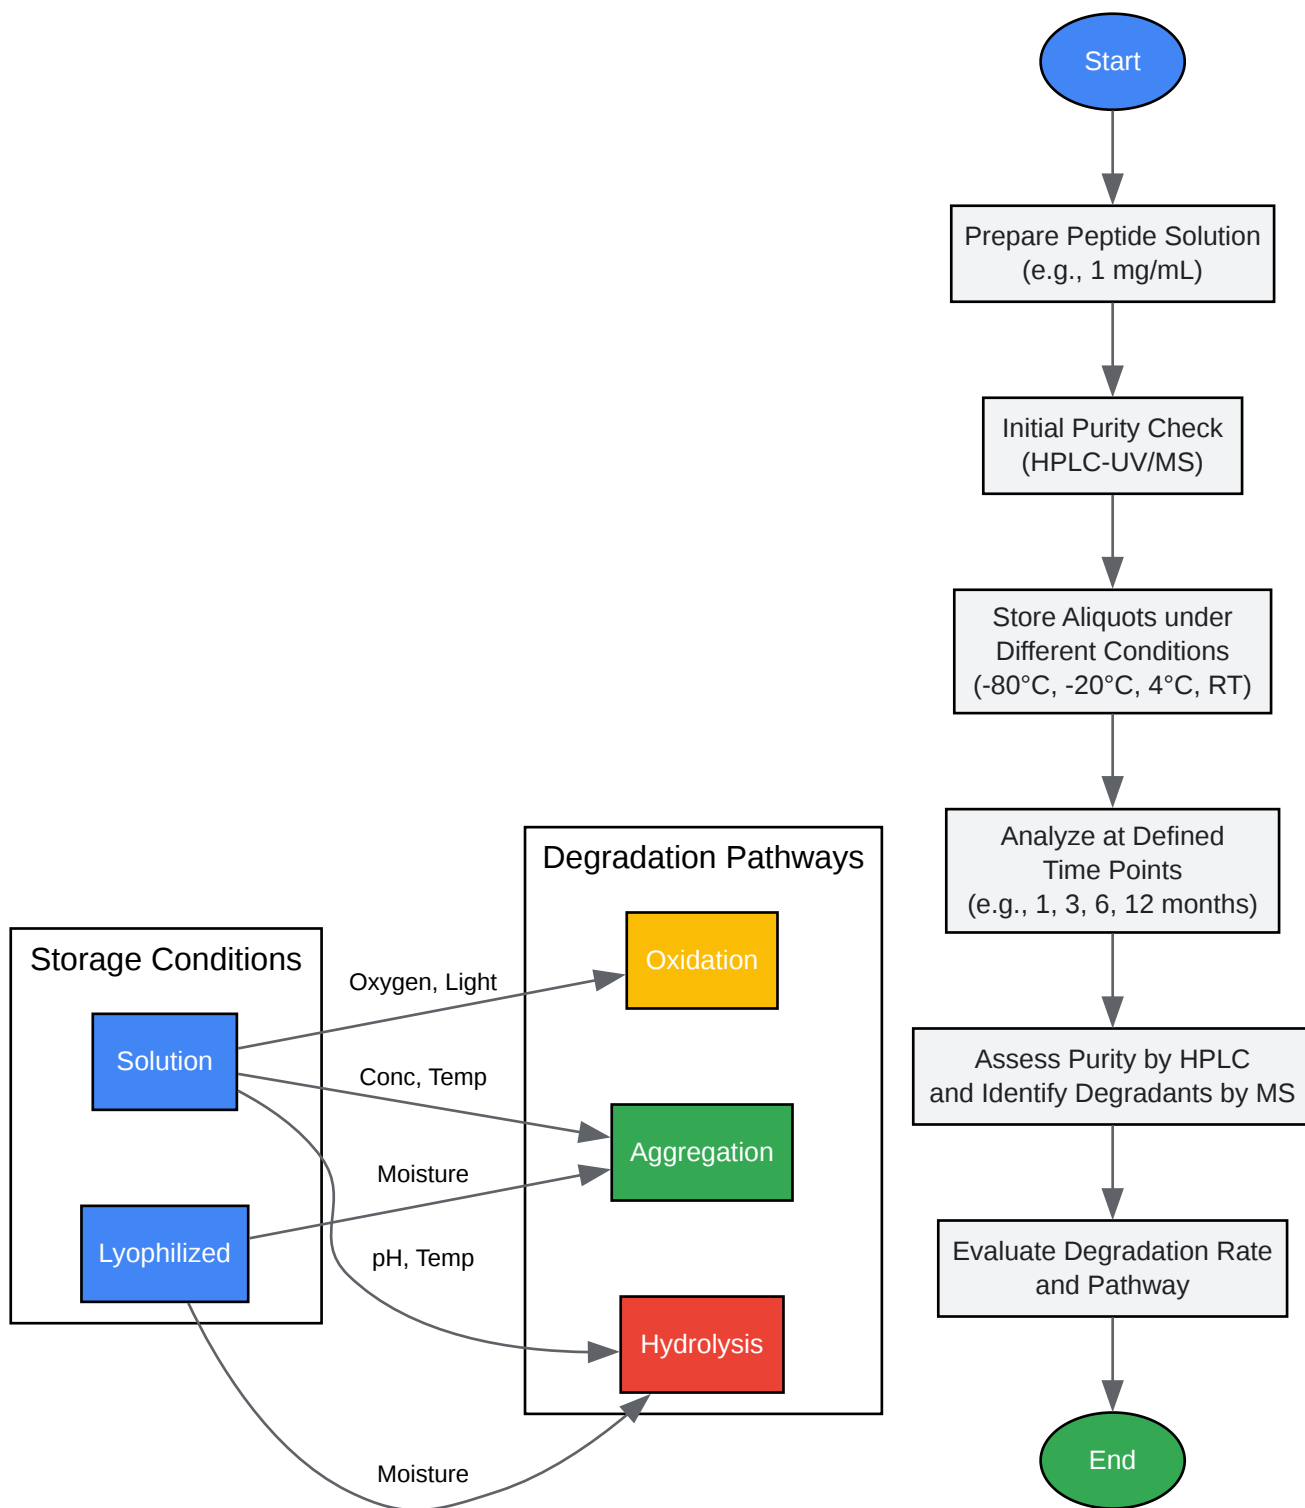 Start
Prepare Peptide Solution
(e.g., 1 mg/mL)
Initial Purity Check
(HPLC-UV/MS)
Store Aliquots under
Different Conditions
(-80°C, -20°C, 4°C, RT)
Analyze at Defined
Time Points
(e.g., 1, 3, 6, 12 months)
Assess Purity by HPLC
and Identify Degradants by MS
Evaluate Degradation Rate
and Pathway
End
Storage Conditions
Solution
Lyophilized
Oxygen, Light
Conc, Temp
Moisture
pH, Temp
Moisture
Degradation Pathways
Oxidation
Aggregation
Hydrolysis